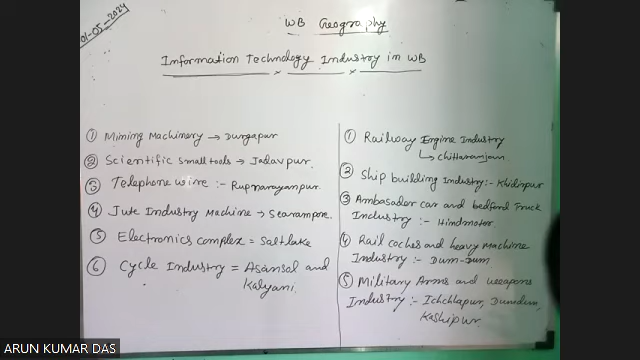 01-05-2024
WB Geography
Information Technology Industry in WB
① Mining Machinery → Durgapur
② Scientific small tools → Jadavpur.
③ Telephone wire :- Rupnarayanpur.
④ Jute Industry Machine → Searampore.
⑤ Electronics complex = Saltlake
⑥ Cycle Industry = Asansol and
Kalyani.
① Railway Engine Industry
↳ Chittaranjan
② Ship building Industry:- Khidirpur
③ Ambasador car and bedford Truck
Industry :- Hindmotor.
④ Rail coches and heavy Machine
Industry :- Dum-Dum
⑤ Military Arms and weapons
Industry :- Ichchapur, Dumdum,
Kashipur.
ARUN KUMAR DAS